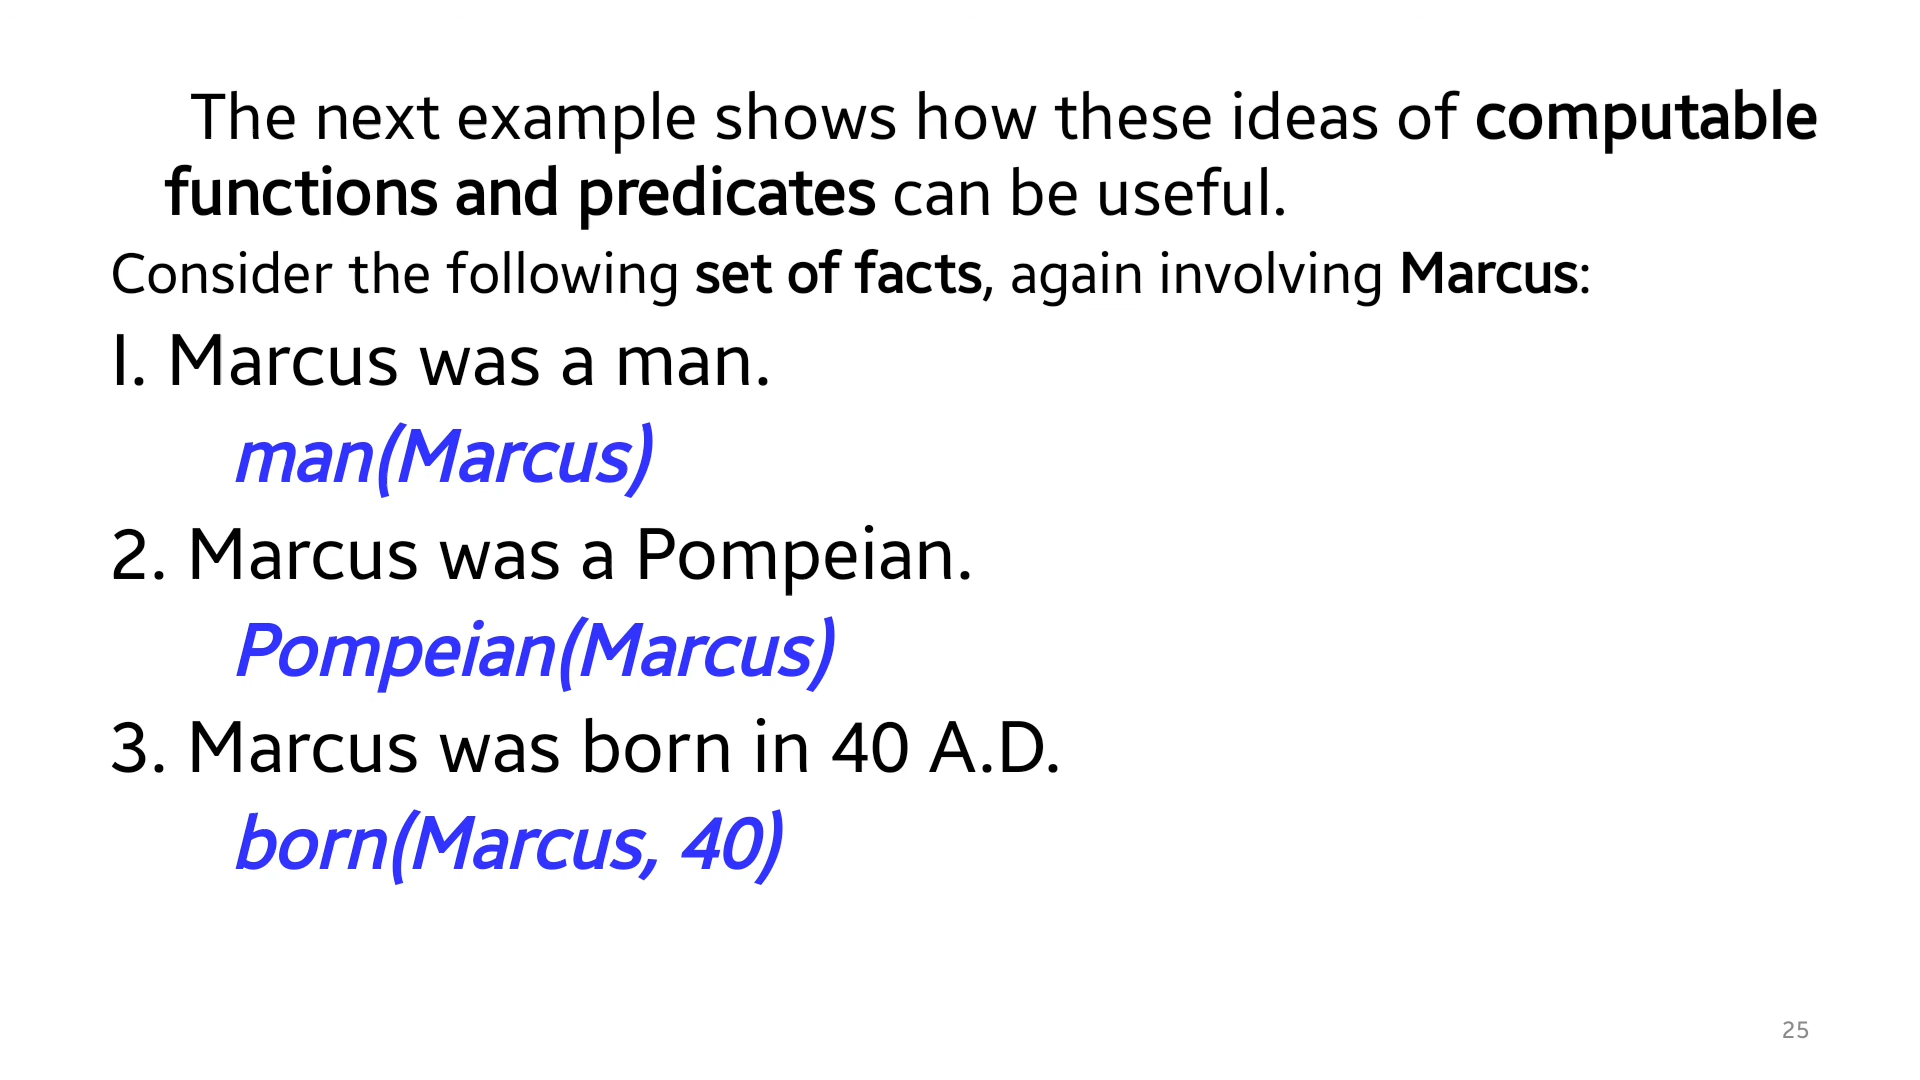 The next example shows how these ideas of computable
functions and predicates can be useful.
Consider the following set of facts, again involving Marcus:
I. Marcus was a man.
man(Marcus)
2. Marcus was a Pompeian.
Pompeian(Marcus)
3. Marcus was born in 40 A.D.
born(Marcus, 40)
25